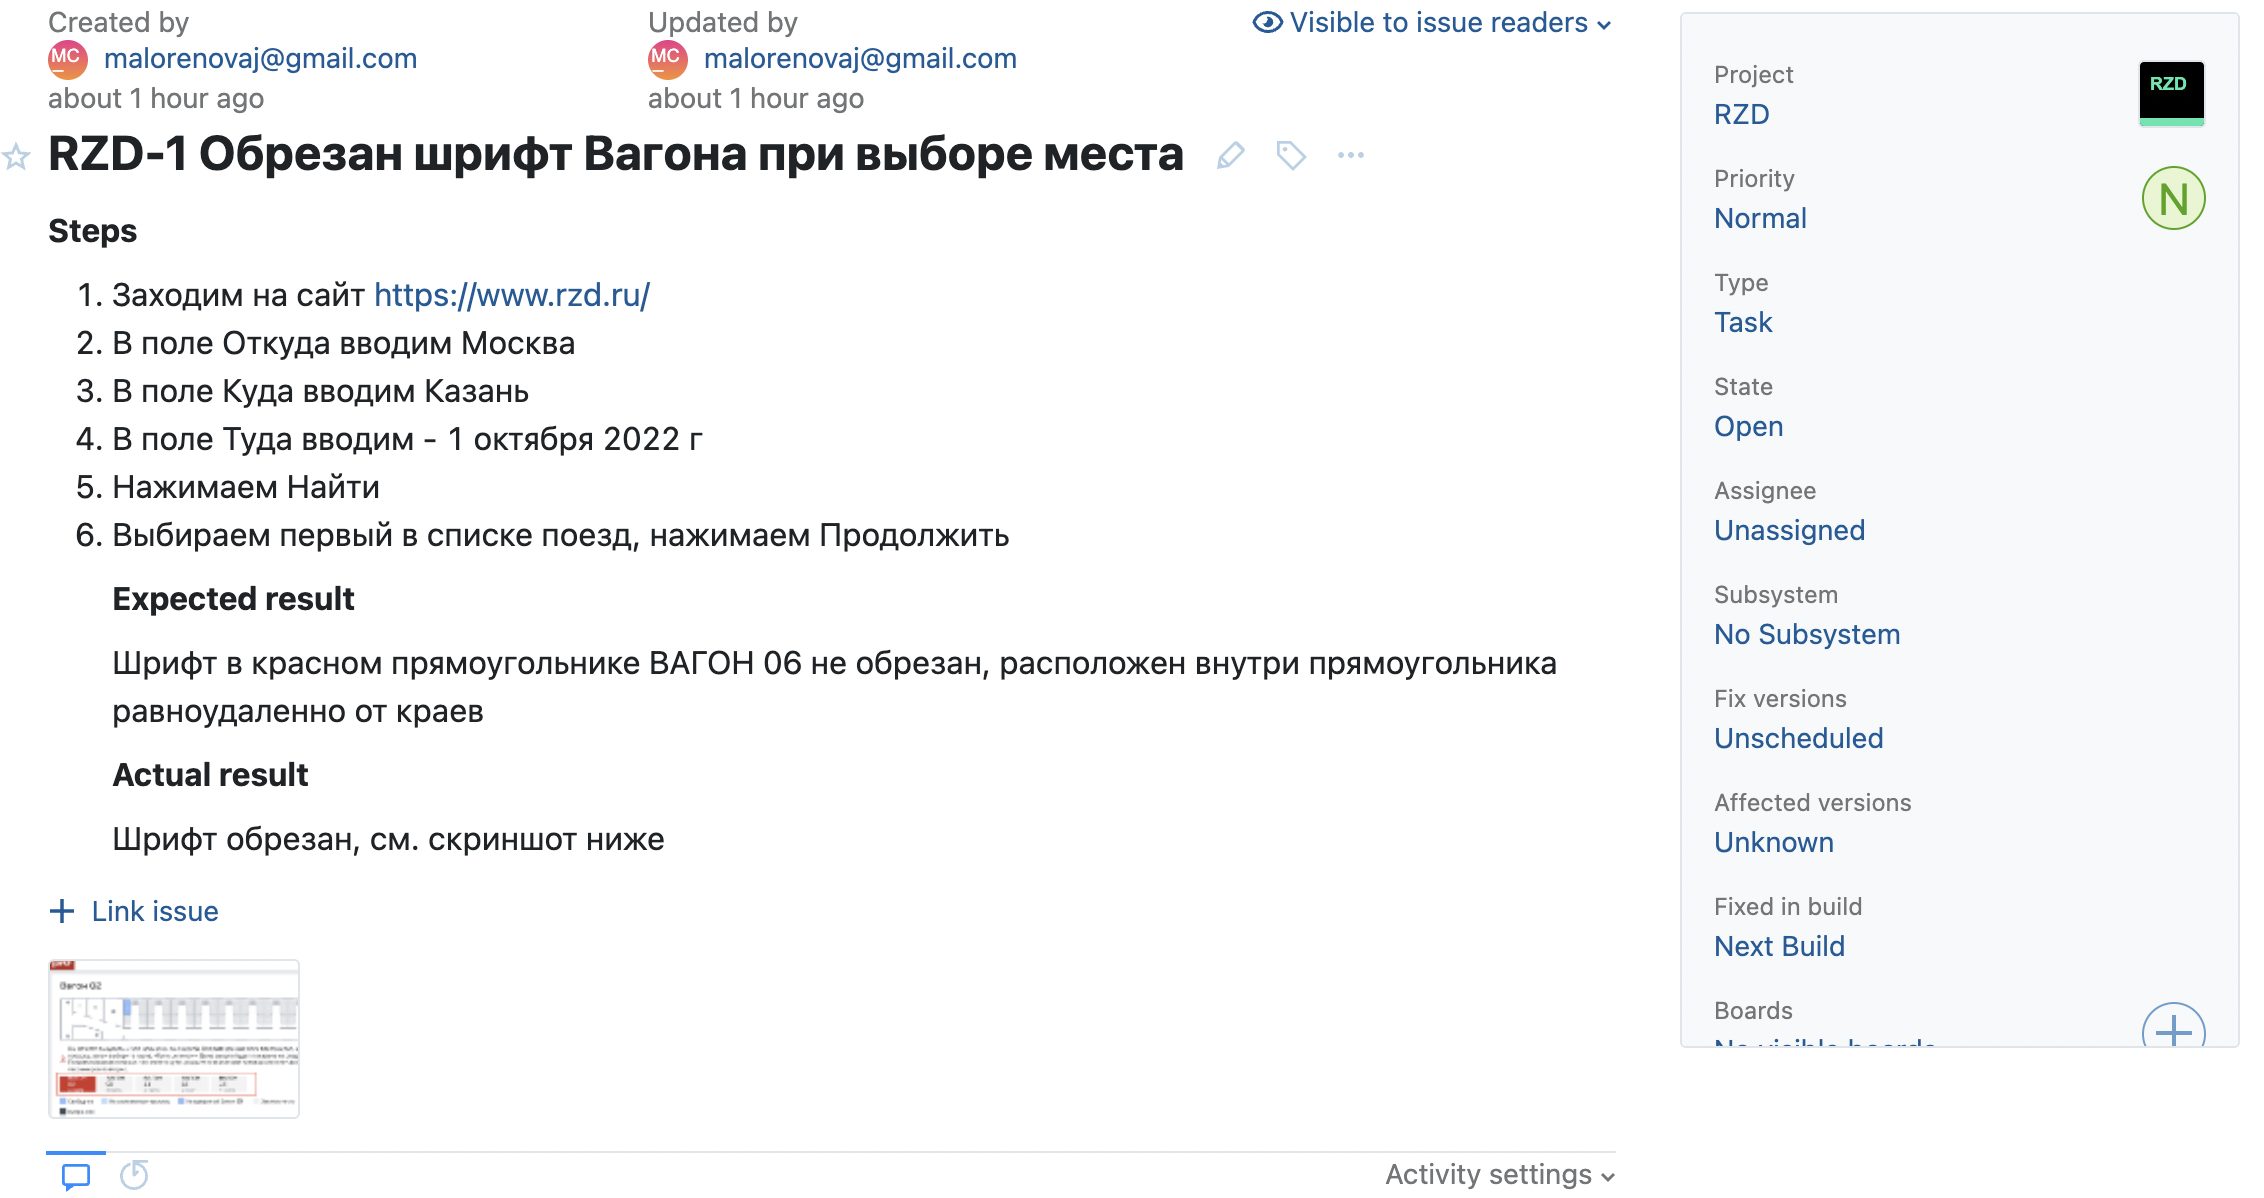 Created by
MC malorenovaj@gmail.com
about 1 hour ago
Updated by
MC malorenovaj@gmail.com
about 1 hour ago
Visible to issue readers
RZD-1 Обрезан шрифт Вагона при выборе места
Steps
1. Заходим на сайт https://www.rzd.ru/
2. В поле Откуда вводим Москва
3. В поле Куда вводим Казань
4. В поле Туда вводим - 1 октября 2022 г
5. Нажимаем Найти
6. Выбираем первый в списке поезд, нажимаем Продолжить
Expected result
Шрифт в красном прямоугольнике ВАГОН 06 не обрезан, расположен внутри прямоугольника
равноудаленно от краев
Actual result
Шрифт обрезан, см. скриншот ниже
Link issue
Вагон 02
Activity settings
Project
RZD
RZD
Priority
Normal
N
Type
Task
State
Open
Assignee
Unassigned
Subsystem
No Subsystem
Fix versions
Unscheduled
Affected versions
Unknown
Fixed in build
Next Build
Boards
No visible boards